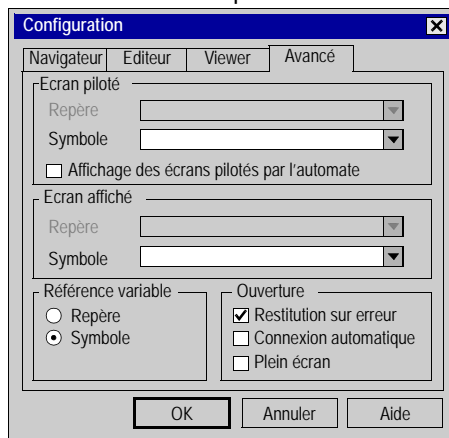 Configuration
Navigateur Editeur Viewer Avancé
Ecran piloté
Repère
Symbole
Affichage des écrans pilotés par l'automate
Ecran affiché
Repère
Symbole
Référence variable
Repère
Symbole
Ouverture
Restitution sur erreur
Connexion automatique
Plein écran
OK Annuler Aide